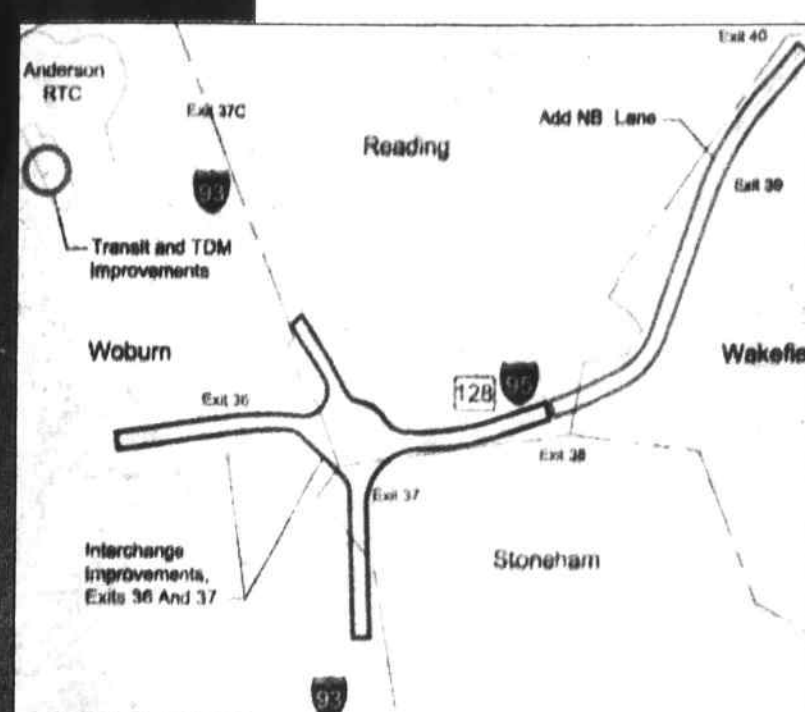 Exit 40
Anderson
RTC
Exit 37C
Add NB Lane
Reading
93
Exit 39
Transit and TDM
Improvements
Woburn
Wakefie
95
128
Exit 36
Exit 38
Exit 37
Interchange
Improvements,
Exits 36 And 37
Stoneham
93